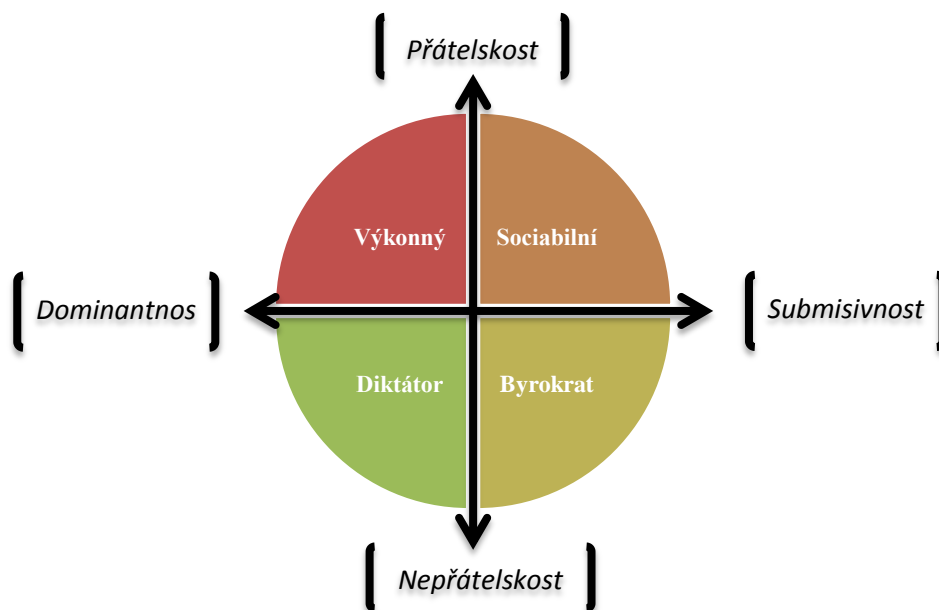 Přátelskost
Výkonný
Sociabilní
Dominantnos
Submisivnost
Diktátor
Byrokrat
Nepřátelskost